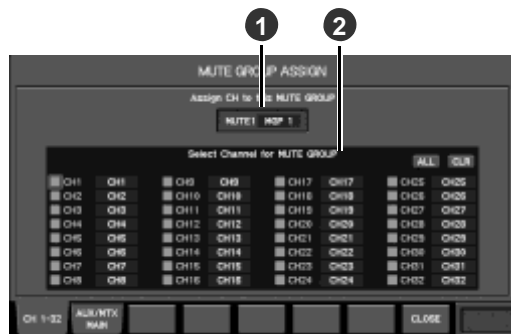 1 2
MUTE GROUP ASSIGN
Assign CH to this MUTE GROUP
MUTE1 MGP 1
Select Channel for MUTE GROUP
ALL CLR
CH1 CH1 CH9 CH9 CH17 CH17 CH25 CH25
CH2 CH2 CH10 CH10 CH18 CH18 CH26 CH26
CH3 CH3 CH11 CH11 CH19 CH19 CH27 CH27
CH4 CH4 CH12 CH12 CH20 CH20 CH28 CH28
CH5 CH5 CH13 CH13 CH21 CH21 CH29 CH29
CH6 CH6 CH14 CH14 CH22 CH22 CH30 CH30
CH7 CH7 CH15 CH15 CH23 CH23 CH31 CH31
CH8 CH8 CH16 CH16 CH24 CH24 CH32 CH32
CH 1-32 AUX/MTX MAIN CLOSE